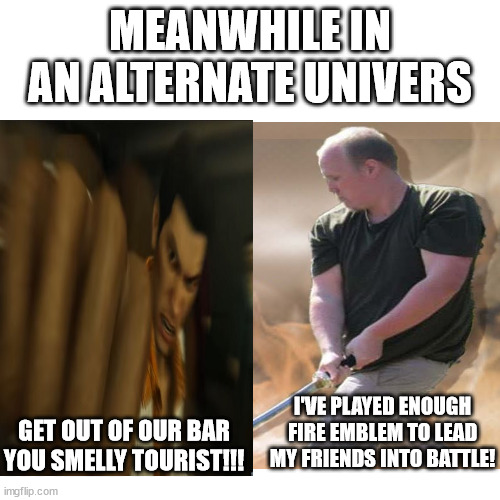 MEANWHILE IN
AN ALTERNATE UNIVERS
GET OUT OF OUR BAR
YOU SMELLY TOURIST!!!
I'VE PLAYED ENOUGH
FIRE EMBLEM TO LEAD
MY FRIENDS INTO BATTLE!
imgflip.com